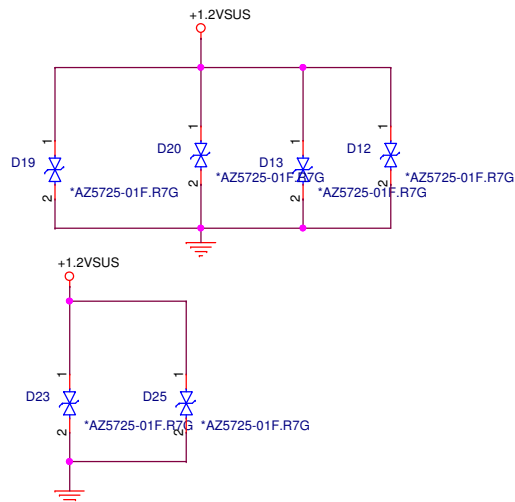 +1.2VSUS
1
1
1
1
D19
D20
D13
D12
2
2
2
2
*AZ5725-01F.R7G
*AZ5725-01F.R7G
*AZ5725-01F.R7G
*AZ5725-01F.R7G
+1.2VSUS
1
1
D23
D25
2
2
*AZ5725-01F.R7G
*AZ5725-01F.R7G